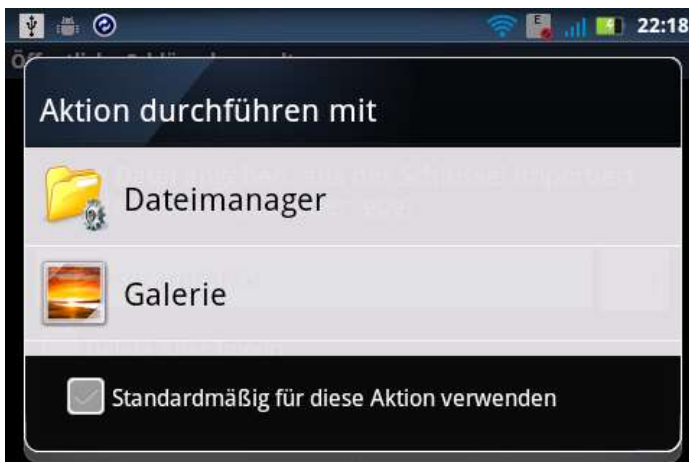 E
22:18
Aktion durchführen mit
Dateimanager
Galerie
Standardmäßig für diese Aktion verwenden